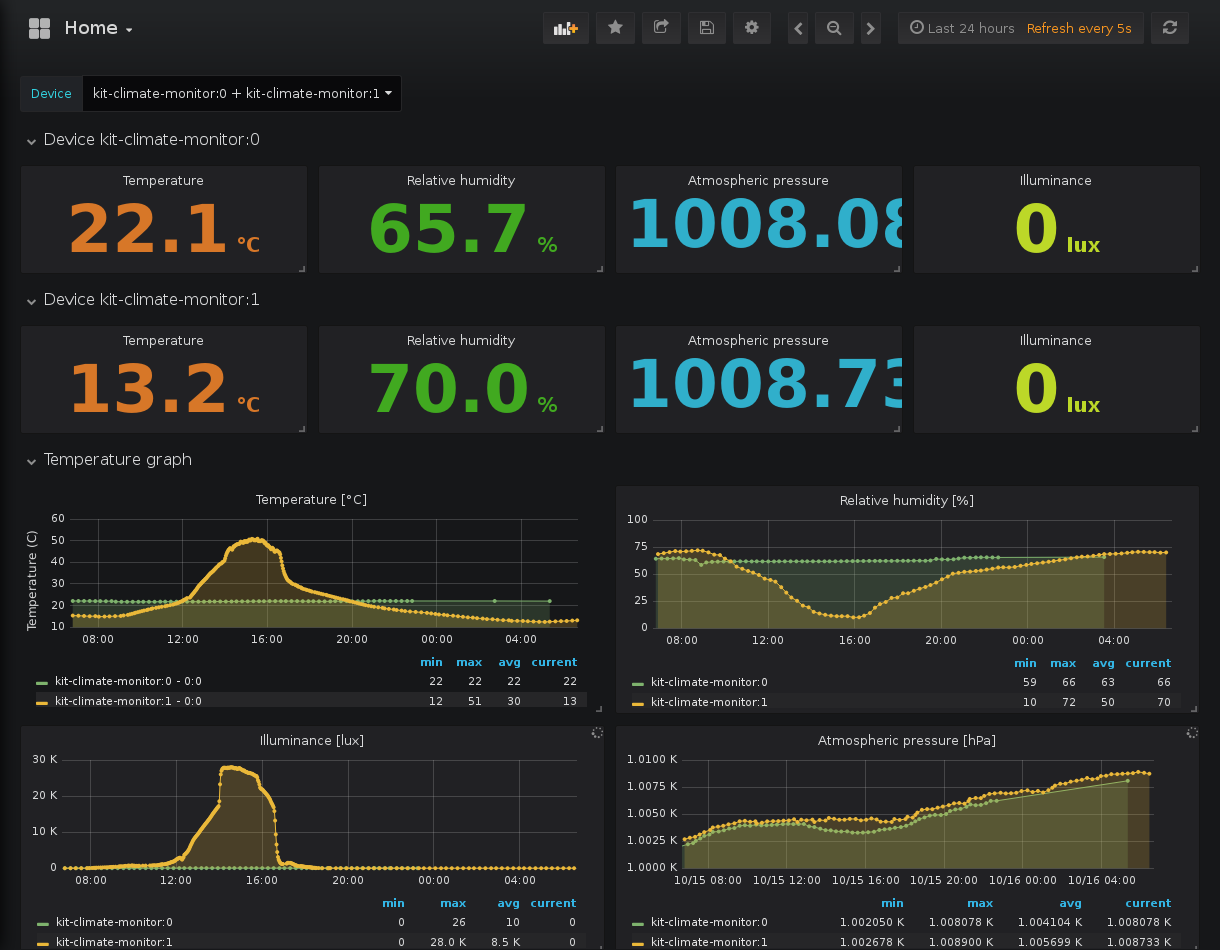 Home
Last 24 hours Refresh every 5s
Device kit-climate-monitor:0 + kit-climate-monitor:1
Device kit-climate-monitor:0
Temperature Relative humidity Atmospheric pressure Illuminance
22.1 °C 65.7 % 1008.08 0 lux
Device kit-climate-monitor:1
Temperature Relative humidity Atmospheric pressure Illuminance
13.2 °C 70.0 % 1008.73 0 lux
Temperature graph
Temperature [°C]
Temperature (C)
60
50
40
30
20
10
08:00 12:00 16:00 20:00 00:00 04:00
min max avg current
kit-climate-monitor:0 - 0:0 22 22 22 22
kit-climate-monitor:1 - 0:0 12 51 30 13
Relative humidity [%]
100
75
50
25
0
08:00 12:00 16:00 20:00 00:00 04:00
min max avg current
kit-climate-monitor:0 59 66 63 66
kit-climate-monitor:1 10 72 50 70
Illuminance [lux]
30 K
20 K
10 K
0
08:00 12:00 16:00 20:00 00:00 04:00
min max avg current
kit-climate-monitor:0 0 26 10 0
kit-climate-monitor:1 0 28.0 K 8.5 K 0
Atmospheric pressure [hPa]
1.0100 K
1.0075 K
1.0050 K
1.0025 K
1.0000 K
10/15 08:00 10/15 12:00 10/15 16:00 10/15 20:00 10/16 00:00 10/16 04:00
min max avg current
kit-climate-monitor:0 1.002050 K 1.008078 K 1.004104 K 1.008078 K
kit-climate-monitor:1 1.002678 K 1.008900 K 1.005699 K 1.008733 K